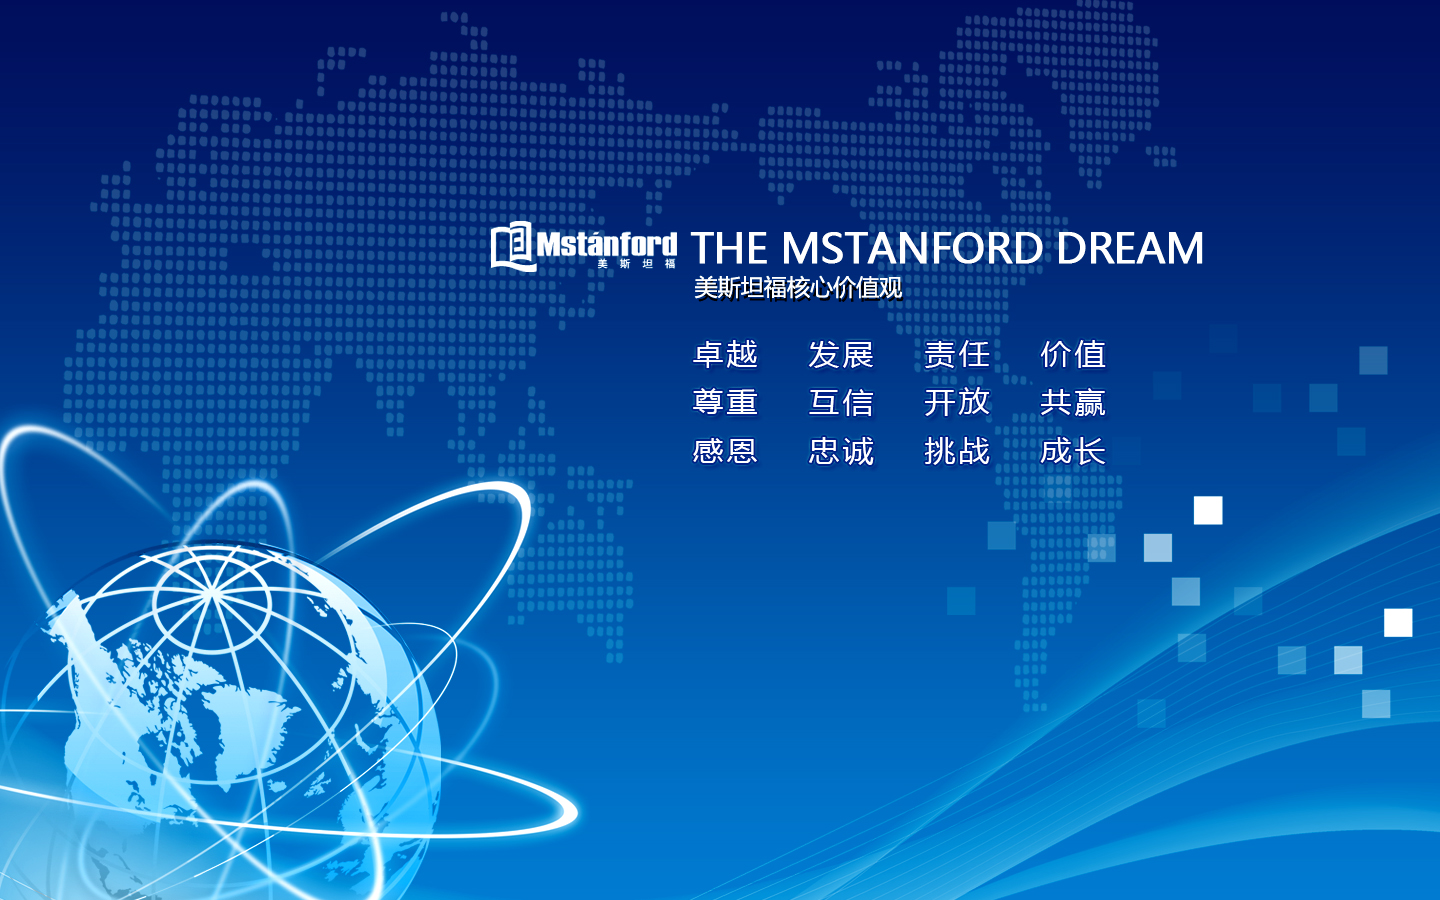 Mstánford THE MSTANFORD DREAM
美斯坦福
美斯坦福核心价值观
卓越 发展 责任 价值
尊重 互信 开放 共赢
感恩 忠诚 挑战 成长